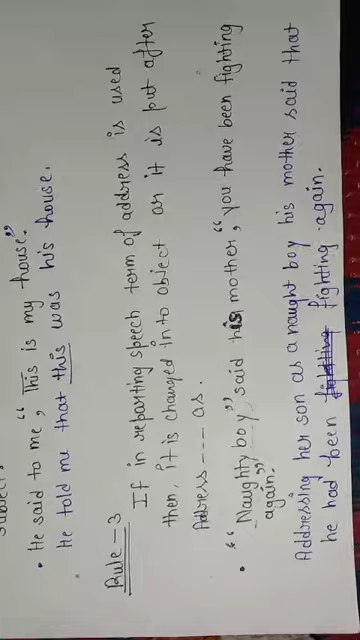 subject.
• He said to me, "This is my house."
He told me that this was his house.
Rule-3
If in reporting speech term of address is used
then, it is changed in to object or it is put after
Address ---- as.
• "Naughty boy," said his mother, "you have been fighting
again."
Addressing her son as a naught boy his mother said that
he had been fighting fighting again.